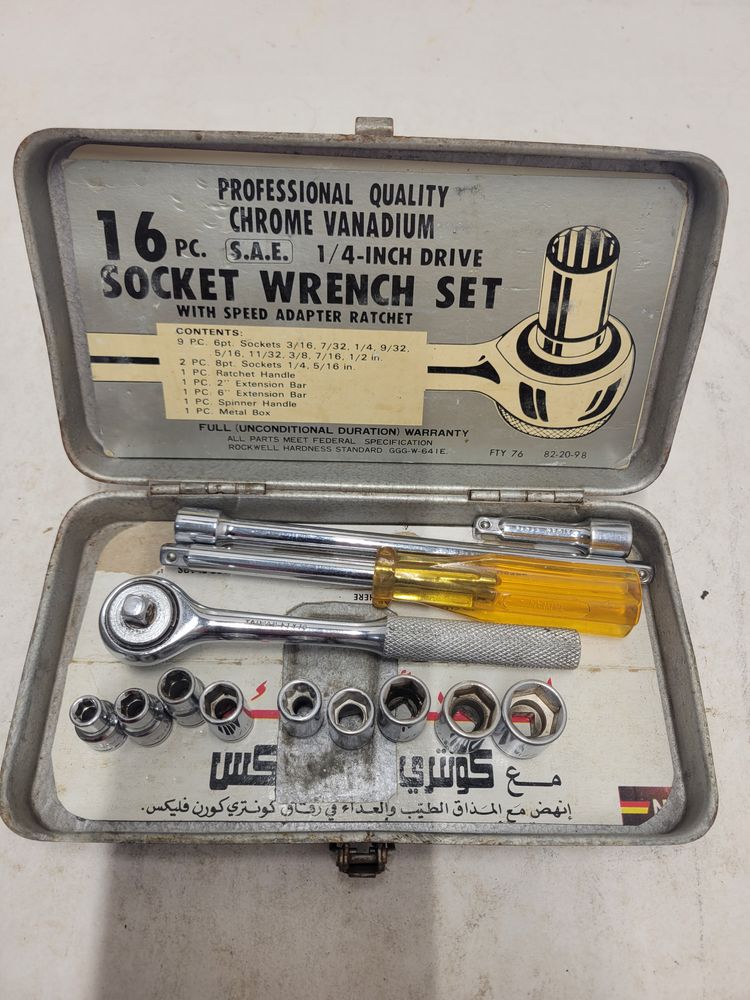 PROFESSIONAL QUALITY
CHROME VANADIUM
16 PC. S.A.E. 1/4-INCH DRIVE
SOCKET WRENCH SET
WITH SPEED ADAPTER RATCHET
CONTENTS:
9 PC. 6pt. Sockets 3/16, 7/32, 1/4, 9/32,
5/16, 11/32, 3/8, 7/16, 1/2 in.
2 PC. 8pt. Sockets 1/4, 5/16 in.
1 PC. Ratchet Handle
1 PC. 2" Extension Bar
1 PC. 6" Extension Bar
1 PC. Spinner Handle
1 PC. Metal Box
FULL (UNCONDITIONAL DURATION) WARRANTY
ALL PARTS MEET FEDERAL SPECIFICATION
ROCKWELL HARDNESS STANDARD GGG-W-641E.
FTY 76 82-20-98
HERE
مع كونتري
كس
إنهض مع المذاق الطيّب والغداء في رقاق كونتري كورن فليكس.